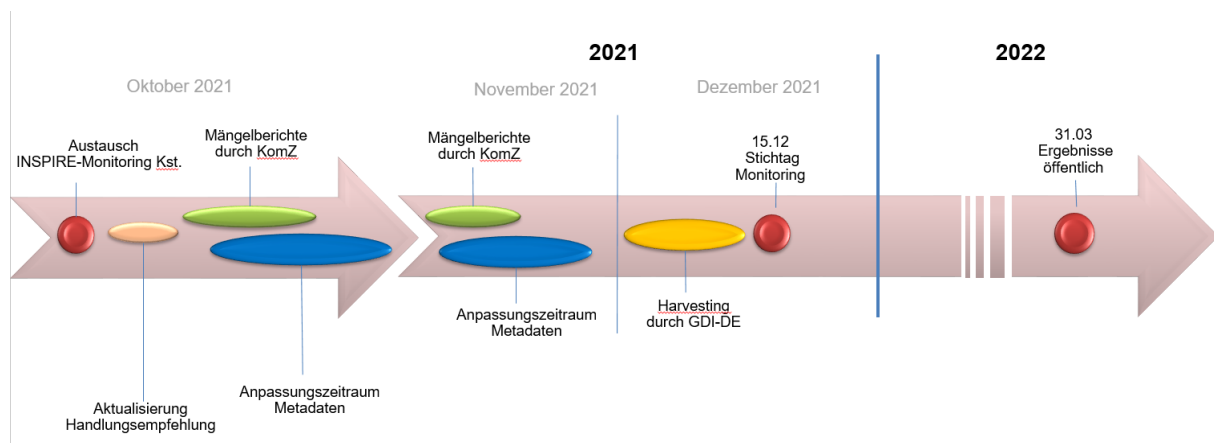 2021
2022
Oktober 2021
November 2021
Dezember 2021
Austausch
INSPIRE-Monitoring Kst.
Mängelberichte
durch KomZ
Mängelberichte
durch KomZ
15.12
Stichtag
Monitoring
31.03
Ergebnisse
öffentlich
Aktualisierung
Handlungsempfehlung
Anpassungszeitraum
Metadaten
Anpassungszeitraum
Metadaten
Harvesting
durch GDI-DE